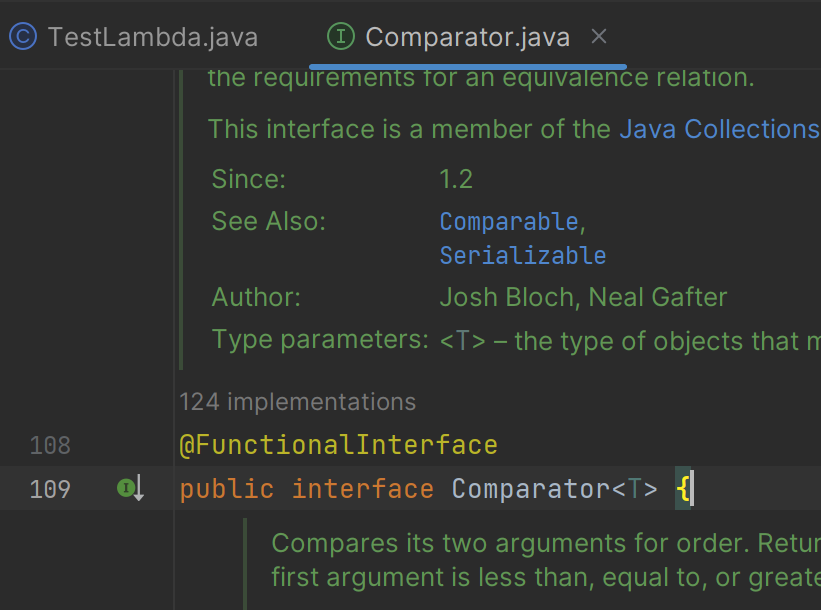 TestLambda.java
Comparator.java
the requirements for an equivalence relation.
This interface is a member of the Java Collections
Since: 1.2
See Also: Comparable,
Serializable
Author: Josh Bloch, Neal Gafter
Type parameters: <T> – the type of objects that
124 implementations
108 @FunctionalInterface
109 public interface Comparator<T> {
Compares its two arguments for order.
first argument is less than, equal to, or